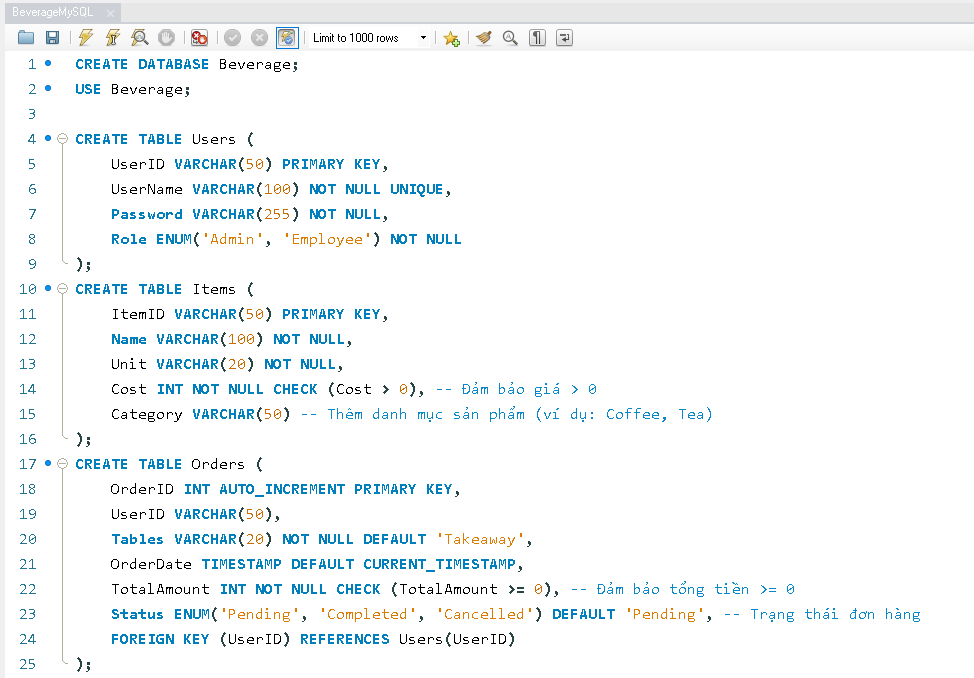 BeverageMySQL
Limit to 1000 rows
1 CREATE DATABASE Beverage;
2 USE Beverage;
3
4 CREATE TABLE Users (
5 UserID VARCHAR(50) PRIMARY KEY,
6 UserName VARCHAR(100) NOT NULL UNIQUE,
7 Password VARCHAR(255) NOT NULL,
8 Role ENUM('Admin', 'Employee') NOT NULL
9 );
10 CREATE TABLE Items (
11 ItemID VARCHAR(50) PRIMARY KEY,
12 Name VARCHAR(100) NOT NULL,
13 Unit VARCHAR(20) NOT NULL,
14 Cost INT NOT NULL CHECK (Cost > 0), -- Đảm bảo giá > 0
15 Category VARCHAR(50) -- Thêm danh mục sản phẩm (ví dụ: Coffee, Tea)
16 );
17 CREATE TABLE Orders (
18 OrderID INT AUTO_INCREMENT PRIMARY KEY,
19 UserID VARCHAR(50),
20 Tables VARCHAR(20) NOT NULL DEFAULT 'Takeaway',
21 OrderDate TIMESTAMP DEFAULT CURRENT_TIMESTAMP,
22 TotalAmount INT NOT NULL CHECK (TotalAmount >= 0), -- Đảm bảo tổng tiền >= 0
23 Status ENUM('Pending', 'Completed', 'Cancelled') DEFAULT 'Pending', -- Trạng thái đơn hàng
24 FOREIGN KEY (UserID) REFERENCES Users(UserID)
25 );